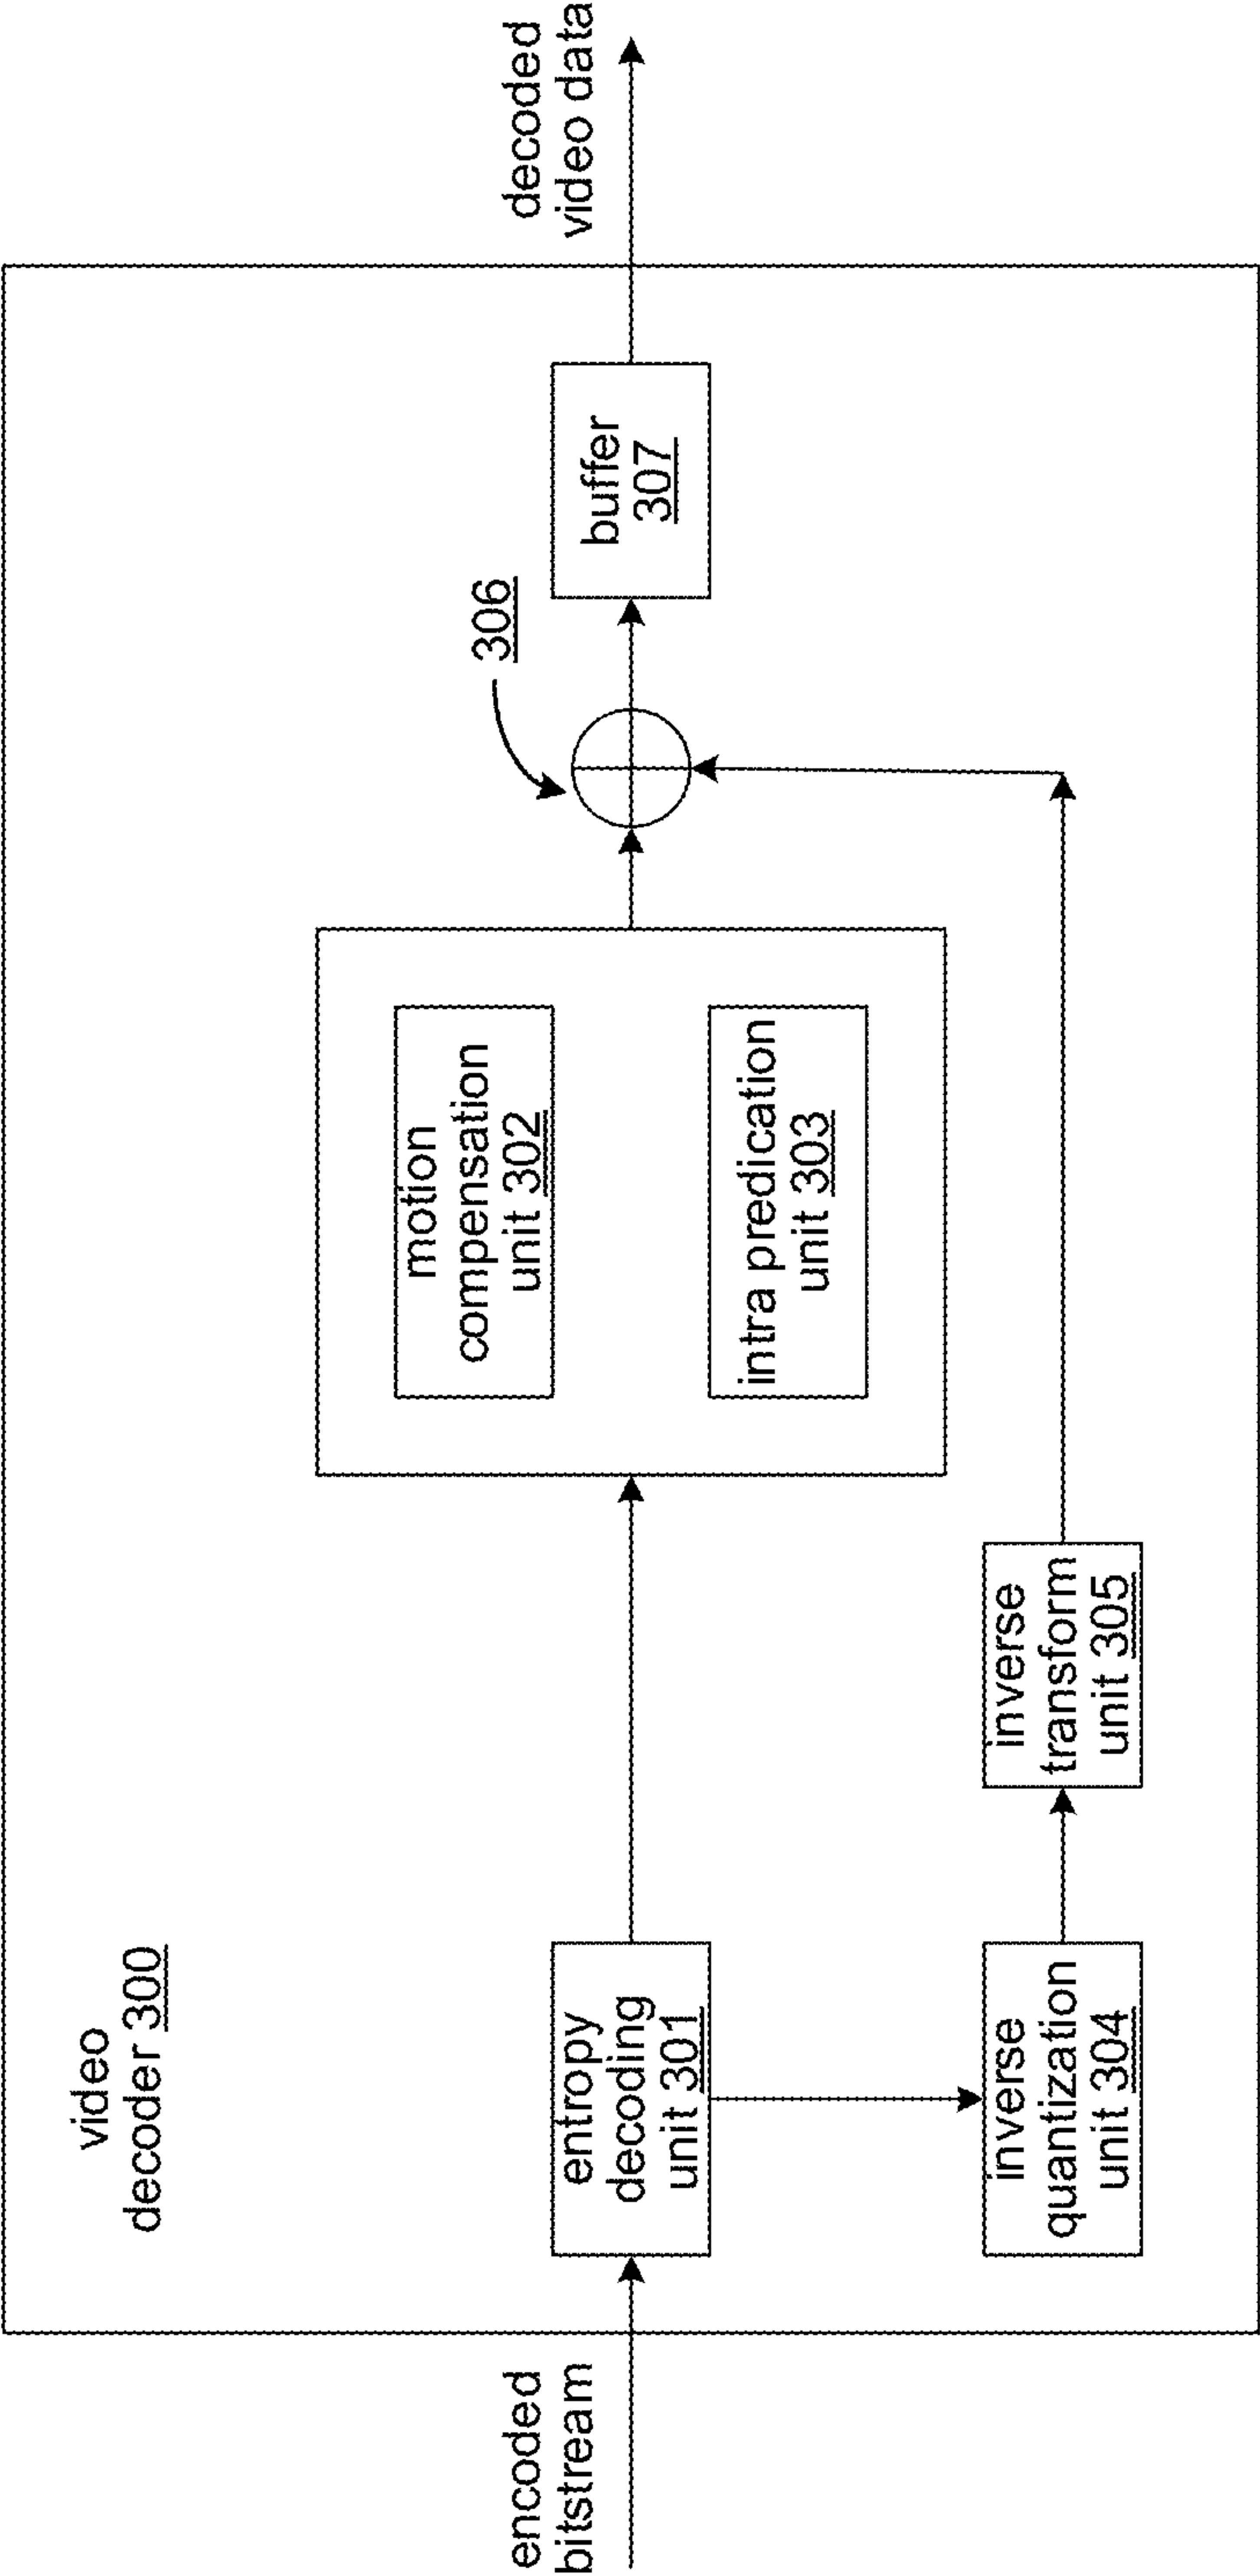 video
decoder 300
encoded
bitstream
entropy
decoding
unit 301
inverse
quantization
unit 304
inverse
transform
unit 305
motion
compensation
unit 302
intra predication
unit 303
306
buffer
307
decoded
video data